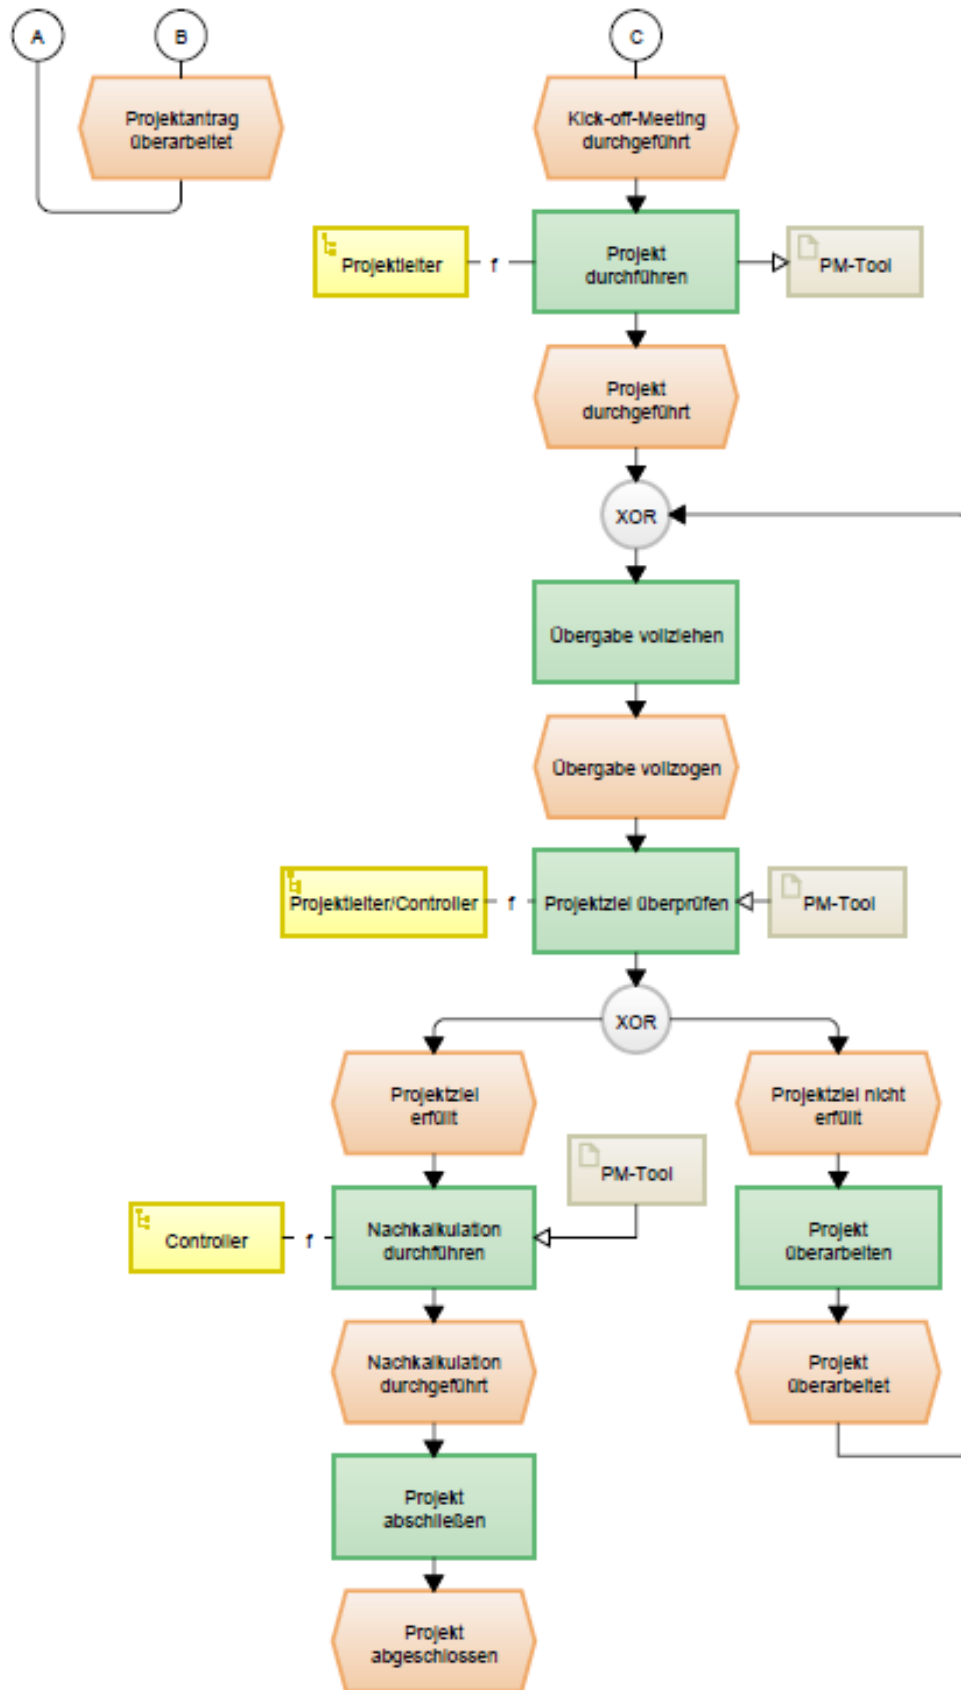 A
B
C
Projektantrag
überarbeitet
Kick-off-Meeting
durchgeführt
Projektleiter
f
Projekt
durchführen
PM-Tool
Projekt
durchgeführt
XOR
Übergabe vollziehen
Übergabe vollzogen
Projektleiter/Controller
f
Projektziel überprüfen
PM-Tool
XOR
Projektziel
erfüllt
Projektziel nicht
erfüllt
PM-Tool
Controller
f
Nachkalkulation
durchführen
Projekt
überarbeiten
Nachkalkulation
durchgeführt
Projekt
überarbeitet
Projekt
abschließen
Projekt
abgeschlossen